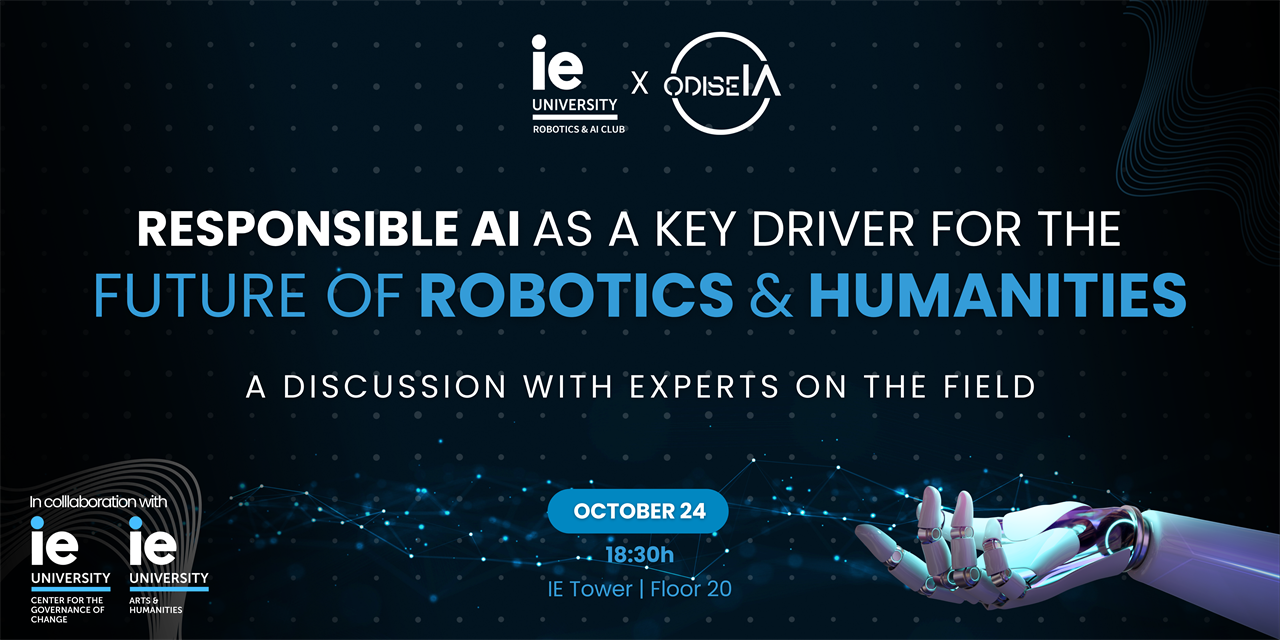 ie
UNIVERSITY
ROBOTICS & AI CLUB
X
ODISEIA
RESPONSIBLE AI AS A KEY DRIVER FOR THE
FUTURE OF ROBOTICS & HUMANITIES
A DISCUSSION WITH EXPERTS ON THE FIELD
In colllaboration with
ie
UNIVERSITY
CENTER FOR THE
GOVERNANCE OF
CHANGE
ie
UNIVERSITY
ARTS &
HUMANITIES
OCTOBER 24
18:30h
IE Tower | Floor 20